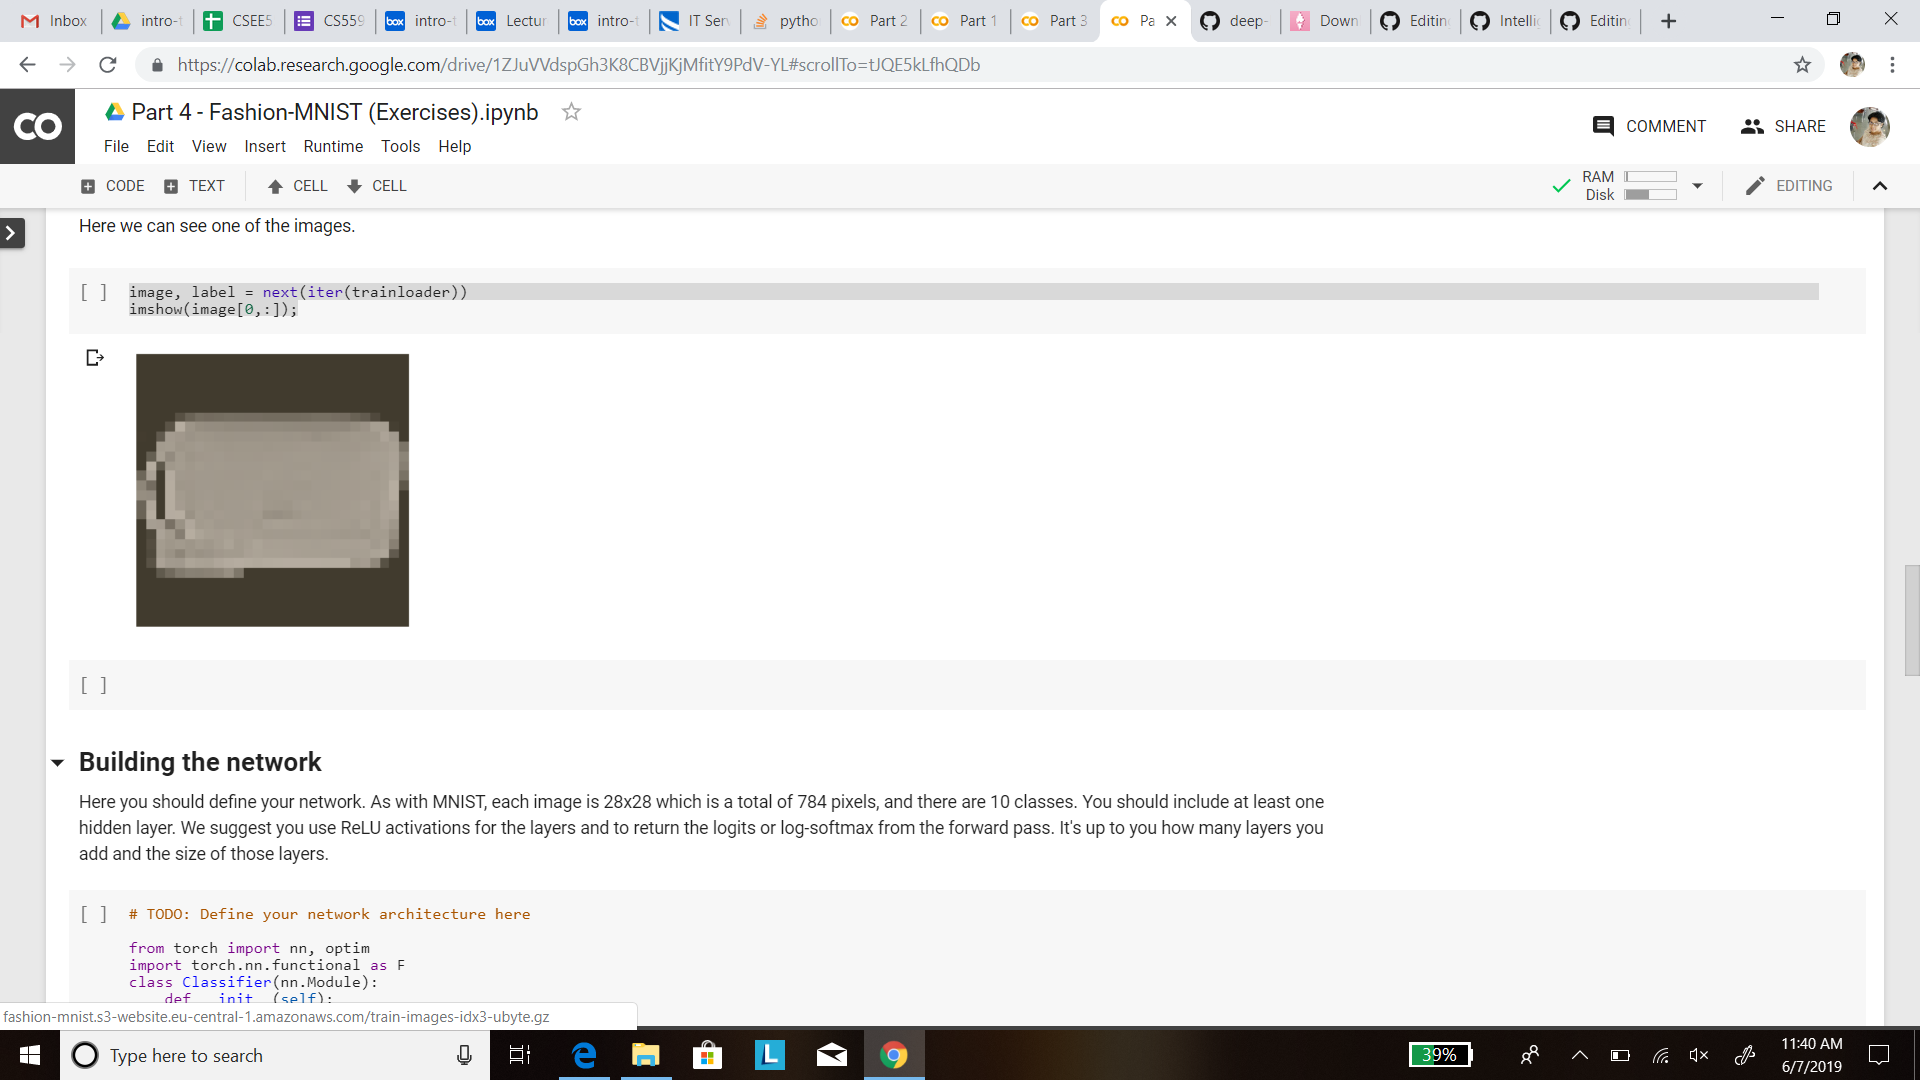 Inbox intro-t CSEE5 CS559 box intro-t box Lectur box intro-t IT Serv pytho Part 2 Part 1 Part 3 Pa deep- Down Editin Intelli Editin
https://colab.research.google.com/drive/1ZJuVVdspGh3K8CBVjjKjMfitY9PdV-YL#scrollTo=tJQE5kLfhQDb
CO Part 4 - Fashion-MNIST (Exercises).ipynb
COMMENT SHARE
File Edit View Insert Runtime Tools Help
CODE TEXT CELL CELL RAM Disk EDITING
Here we can see one of the images.
[ ] image, label = next(iter(trainloader))
imshow(image[0,:]);
[ ]
Building the network
Here you should define your network. As with MNIST, each image is 28x28 which is a total of 784 pixels, and there are 10 classes. You should include at least one
hidden layer. We suggest you use ReLU activations for the layers and to return the logits or log-softmax from the forward pass. It's up to you how many layers you
add and the size of those layers.
[ ] # TODO: Define your network architecture here
from torch import nn, optim
import torch.nn.functional as F
class Classifier(nn.Module):
def __init__(self):
fashion-mnist.s3-website.eu-central-1.amazonaws.com/train-images-idx3-ubyte.gz
Type here to search L 39% 11:40 AM
6/7/2019